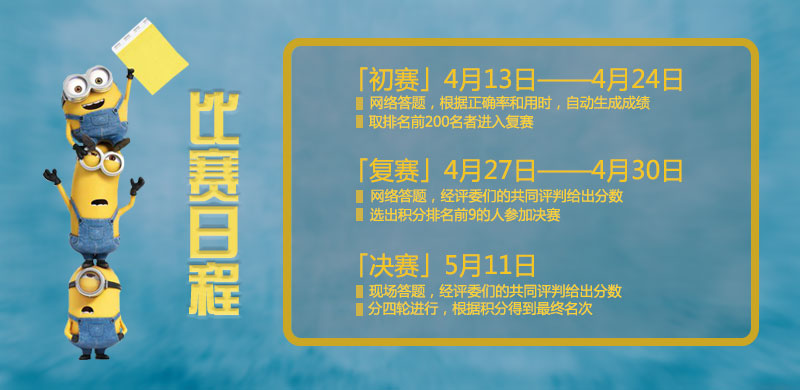 比赛日程
「初赛」4月13日——4月24日
网络答题，根据正确率和用时，自动生成成绩
取排名前200名者进入复赛
「复赛」4月27日——4月30日
网络答题，经评委们的共同评判给出分数
选出积分排名前9的人参加决赛
「决赛」5月11日
现场答题，经评委们的共同评判给出分数
分四轮进行，根据积分得到最终名次